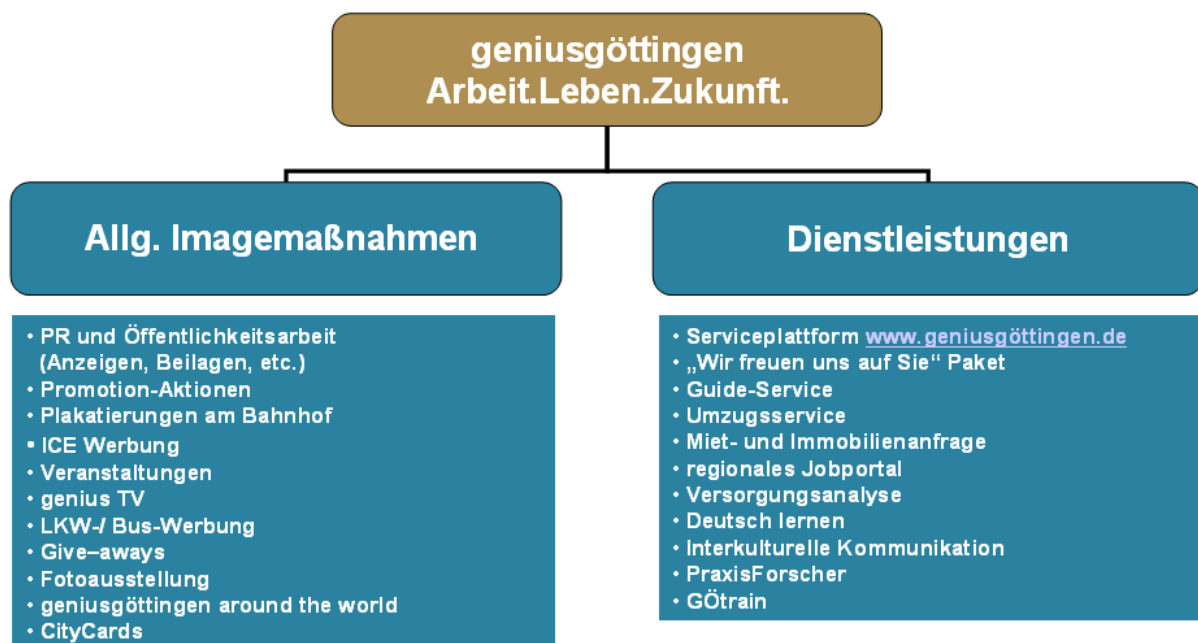 geniusgöttingen
Arbeit.Leben.Zukunft.
Allg. Imagemaßnahmen
• PR und Öffentlichkeitsarbeit
(Anzeigen, Beilagen, etc.)
• Promotion-Aktionen
• Plakatierungen am Bahnhof
• ICE Werbung
• Veranstaltungen
• genius TV
• LKW-/ Bus-Werbung
• Give–aways
• Fotoausstellung
• geniusgöttingen around the world
• CityCards
Dienstleistungen
• Serviceplattform www.geniusgöttingen.de
• „Wir freuen uns auf Sie“ Paket
• Guide-Service
• Umzugsservice
• Miet- und Immobilienanfrage
• regionales Jobportal
• Versorgungsanalyse
• Deutsch lernen
• Interkulturelle Kommunikation
• PraxisForscher
• GÖtrain